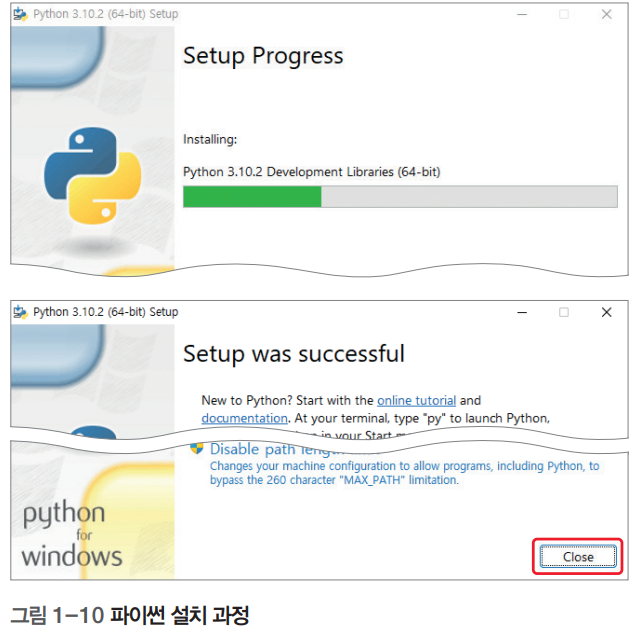 Python 3.10.2 (64-bit) Setup
Setup Progress
Installing:
Python 3.10.2 Development Libraries (64-bit)
Python 3.10.2 (64-bit) Setup
Setup was successful
New to Python? Start with the online tutorial and
documentation. At your terminal, type "py" to launch Python,
in your Start
Disable path
Changes your machine configuration to allow programs, including Python, to
bypass the 260 character "MAX_PATH" limitation.
python
for
windows
Close
그림 1-10 파이썬 설치 과정